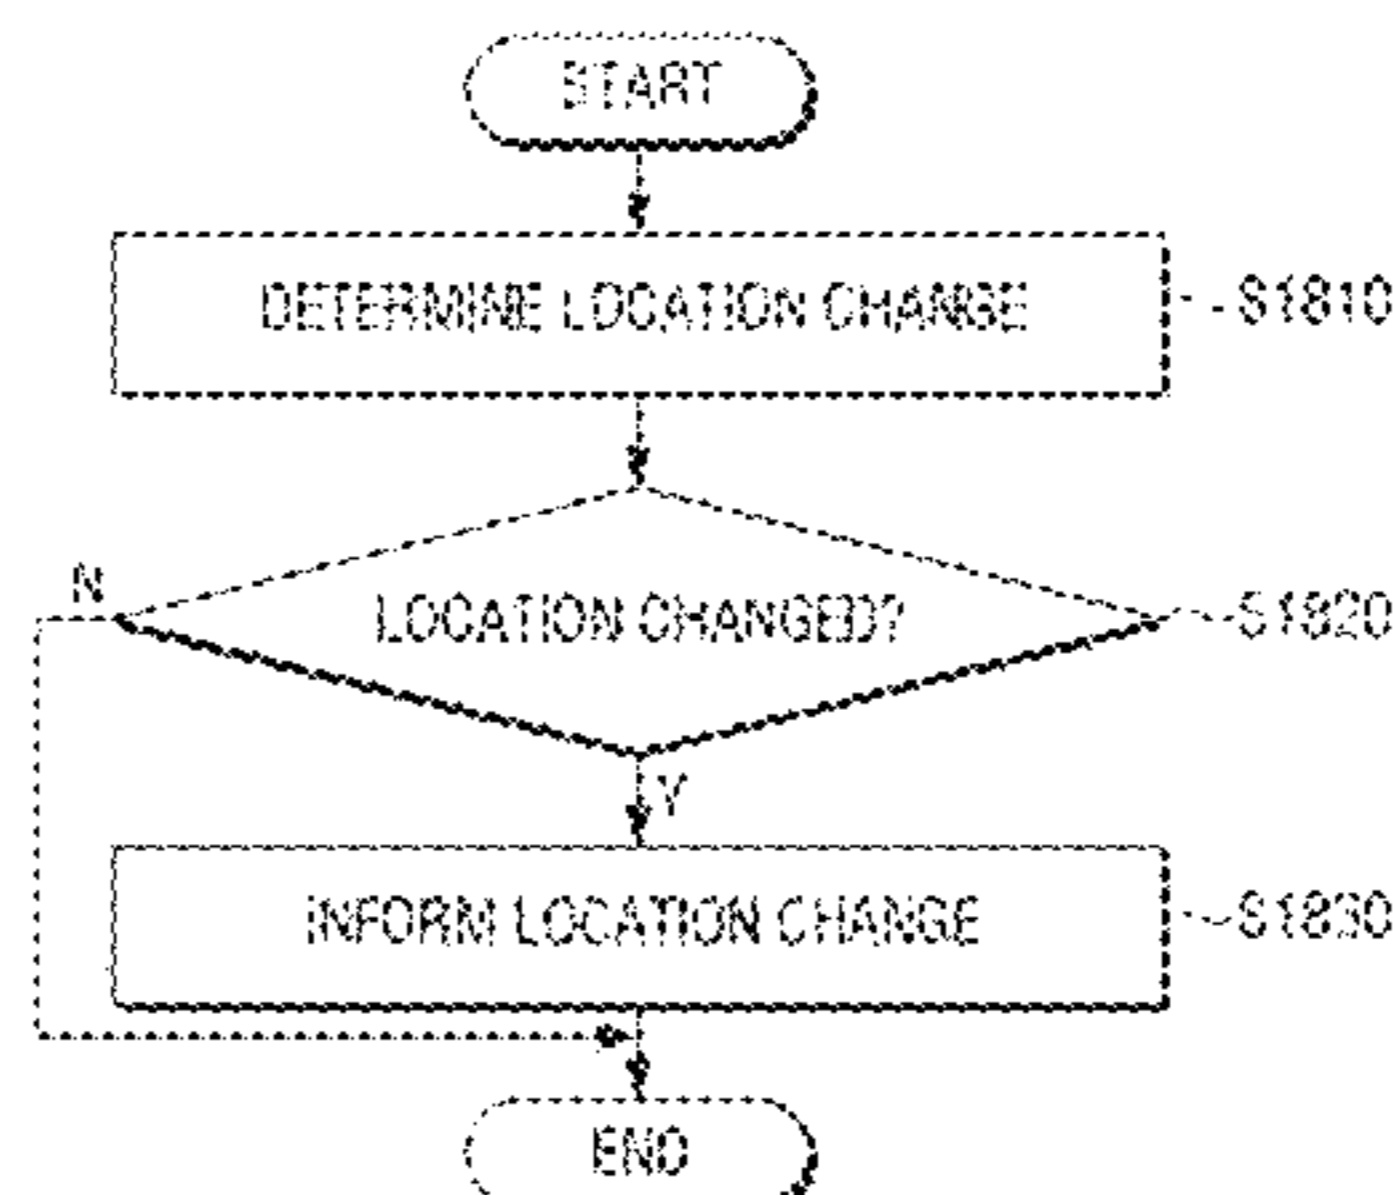 START
DETERMINE LOCATION CHANGE
S1810
N
LOCATION CHANGED?
S1820
Y
INFORM LOCATION CHANGE
S1830
END